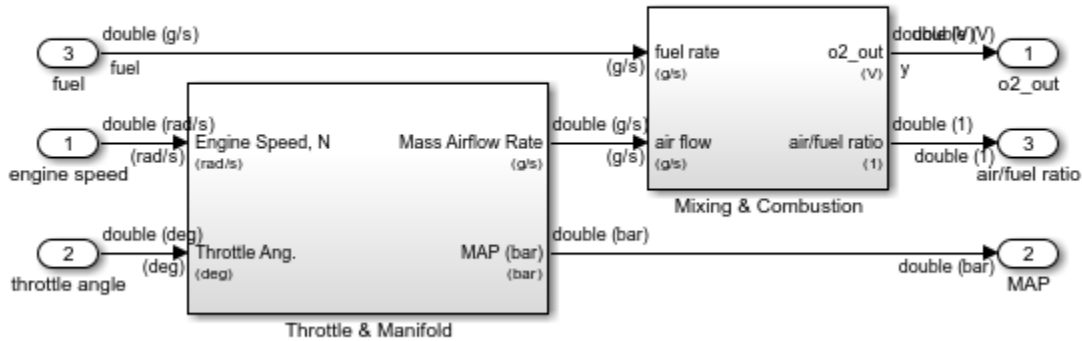 double (g/s)
3
fuel
fuel
(g/s)
fuel rate
(g/s)
o2_out
(V)
double (V)
y
1
o2_out
double (rad/s)
1
(rad/s)
engine speed
Engine Speed, N
(rad/s)
Mass Airflow Rate
(g/s)
double (g/s)
(g/s)
air flow
(g/s)
air/fuel ratio
(1)
double (1)
double (1)
3
air/fuel ratio
Mixing & Combustion
double (deg)
2
(deg)
throttle angle
Throttle Ang.
(deg)
MAP (bar)
(bar)
double (bar)
double (bar)
2
MAP
Throttle & Manifold